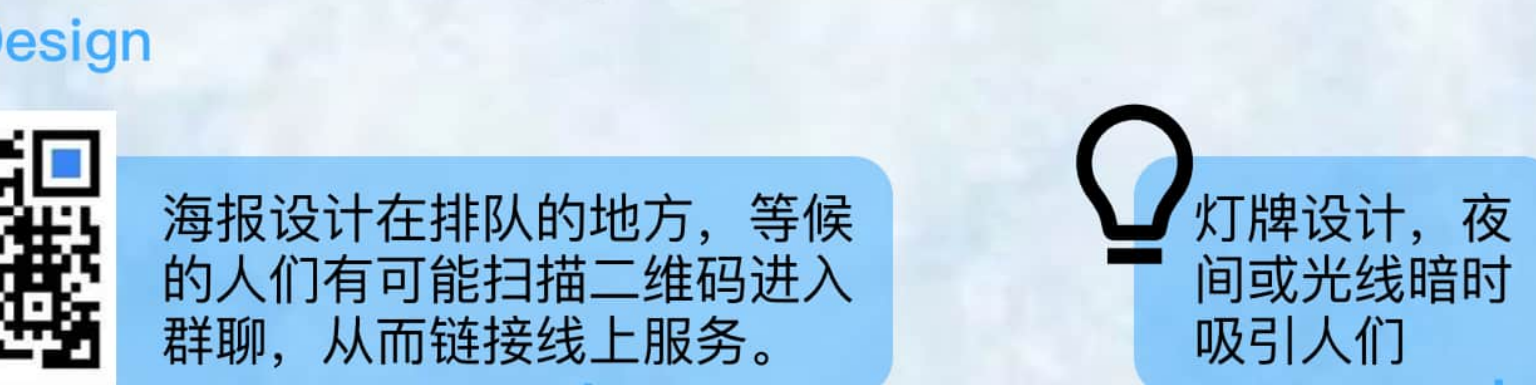 Design
海报设计在排队的地方，等候
的人们有可能扫描二维码进入
群聊，从而链接线上服务。
灯牌设计，夜
间或光线暗时
吸引人们